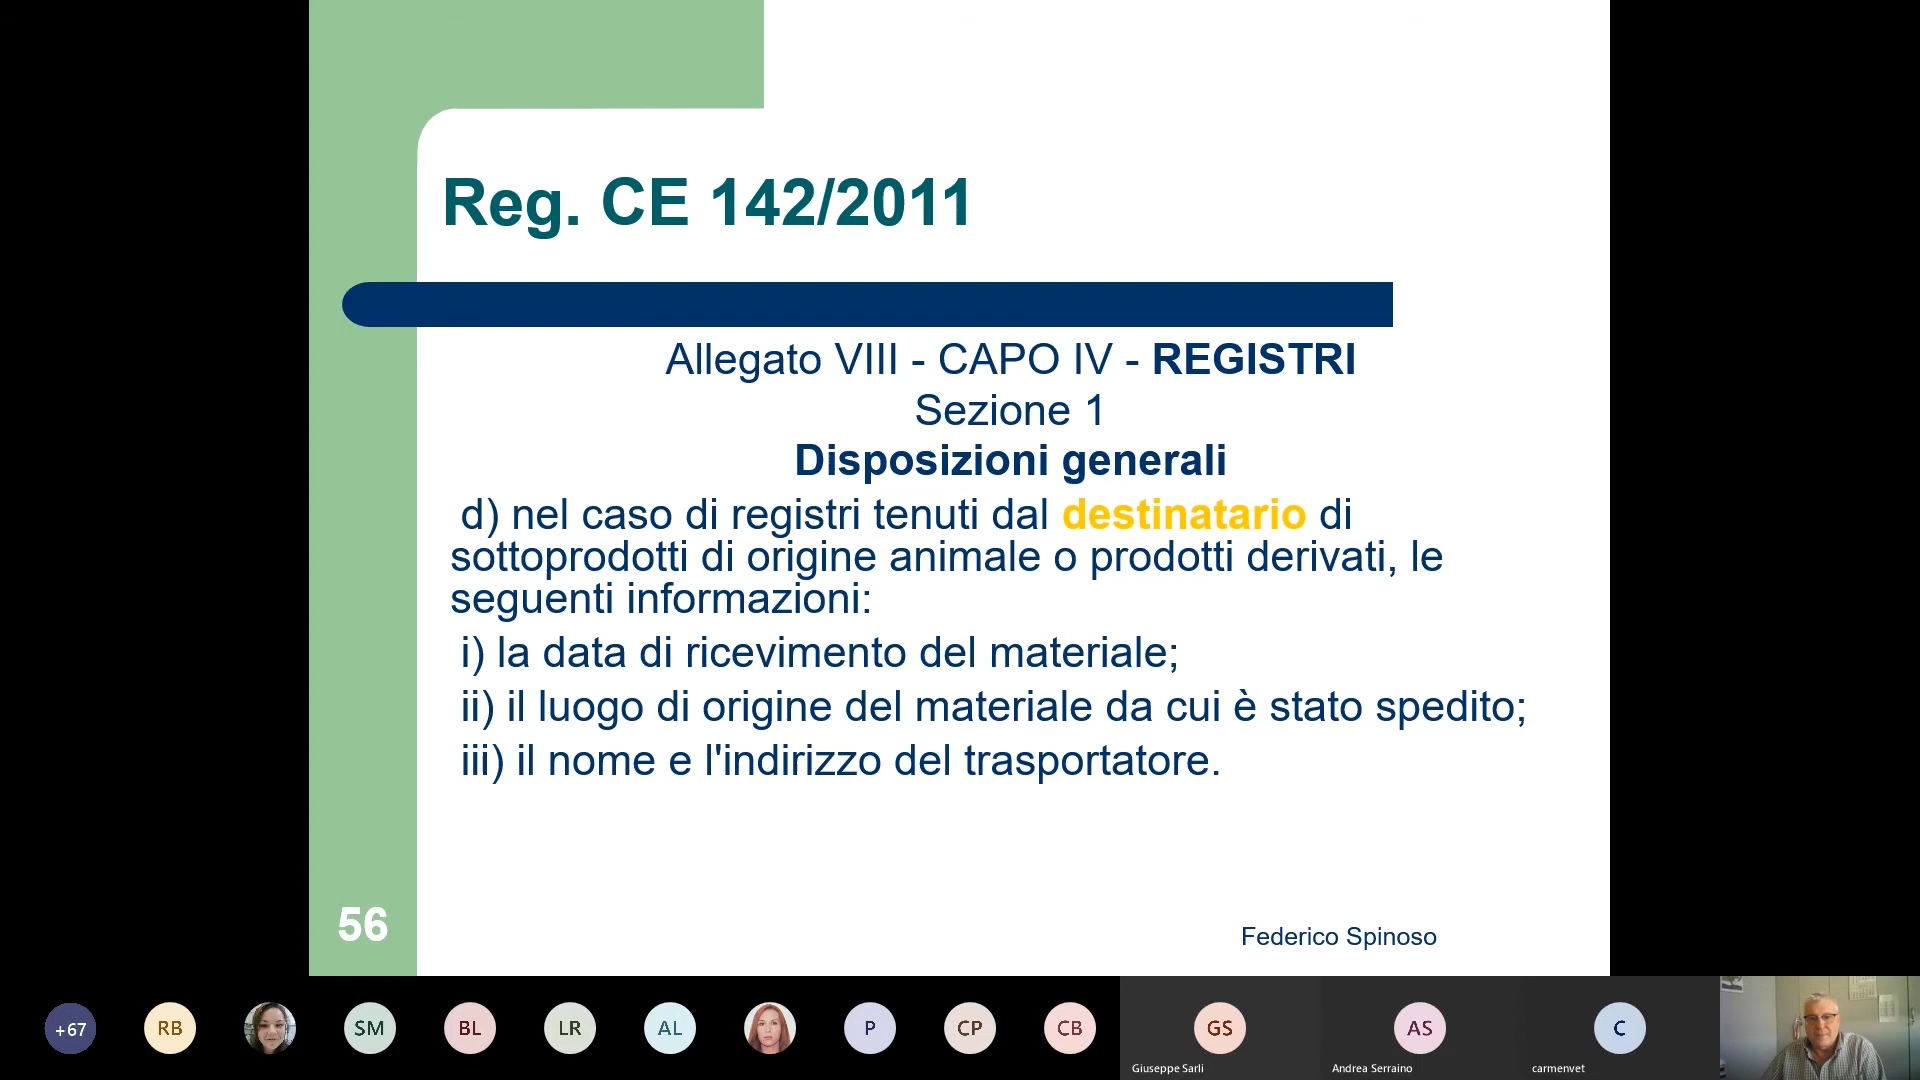 Reg. CE 142/2011
Allegato VIII - CAPO IV - REGISTRI
Sezione 1
Disposizioni generali
d) nel caso di registri tenuti dal destinatario di
sottoprodotti di origine animale o prodotti derivati, le
seguenti informazioni:
i) la data di ricevimento del materiale;
ii) il luogo di origine del materiale da cui è stato spedito;
iii) il nome e l'indirizzo del trasportatore.
56
Federico Spinoso
+67
RB
SM
BL
LR
AL
P
CP
CB
GS
AS
C
Giuseppe Sarli
Andrea Serraino
carmenvet